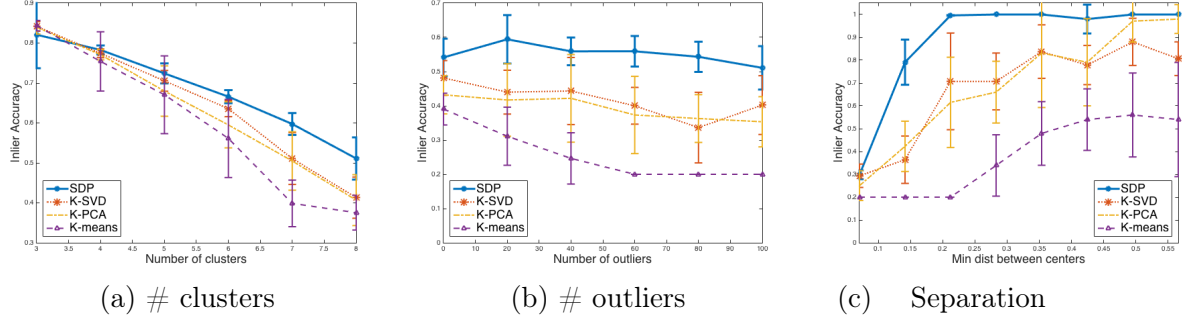 0.9
0.8
0.7
0.6
0.5
0.4
0.3
Inlier Accuracy
SDP
K-SVD
K-PCA
K-means
3 3.5 4 4.5 5 5.5 6 6.5 7 7.5 8
Number of clusters
(a) # clusters
0.7
0.6
0.5
0.4
0.3
0.2
0.1
0
Inlier Accuracy
SDP
K-SVD
K-PCA
K-means
0 20 40 60 80 100
Number of outliers
(b) # outliers
1
0.9
0.8
0.7
0.6
0.5
0.4
0.3
0.2
0.1
0
Inlier Accuracy
SDP
K-SVD
K-PCA
K-means
0.1 0.15 0.2 0.25 0.3 0.35 0.4 0.45 0.5 0.55
Min dist between centers
(c) Separation